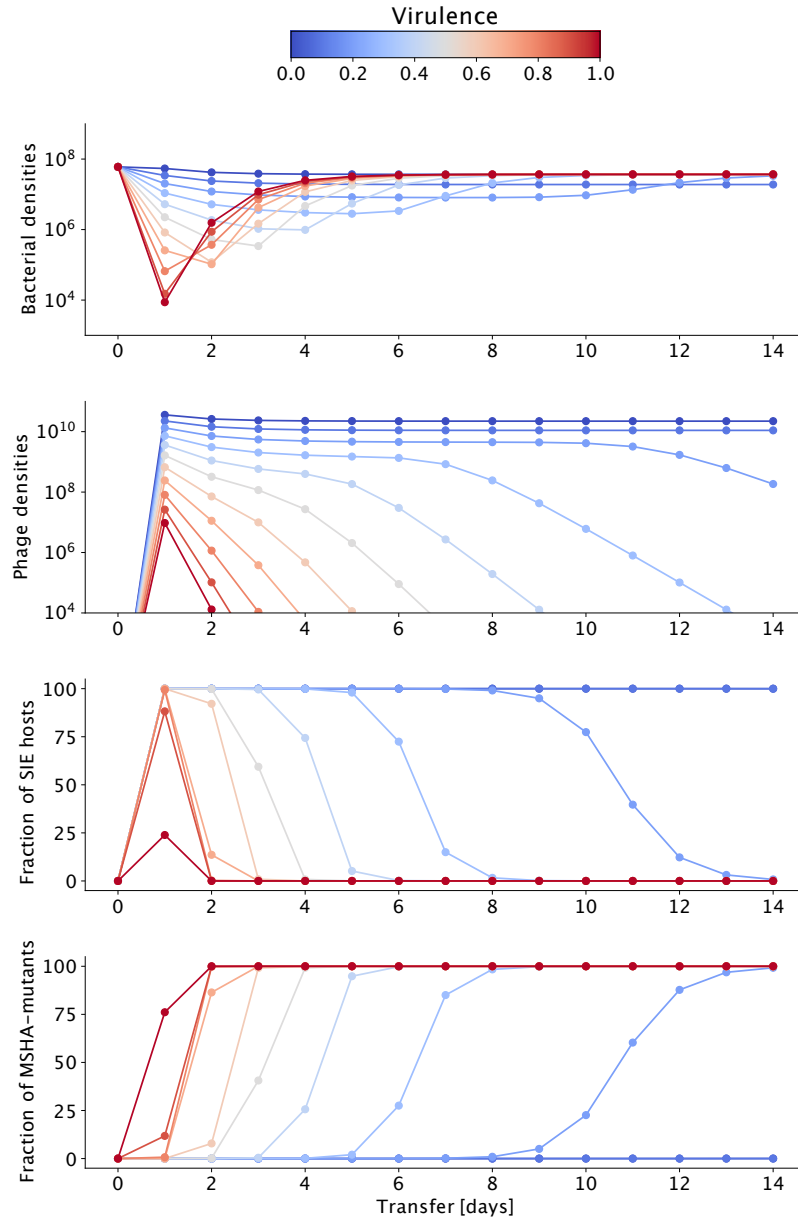 Virulence
0.0 0.2 0.4 0.6 0.8 1.0
Bacterial densities
10^8
10^6
10^4
0 2 4 6 8 10 12 14
Phage densities
10^10
10^8
10^6
10^4
0 2 4 6 8 10 12 14
Fraction of SIE hosts
100
75
50
25
0
0 2 4 6 8 10 12 14
Fraction of MSHA-mutants
100
75
50
25
0
0 2 4 6 8 10 12 14
Transfer [days]